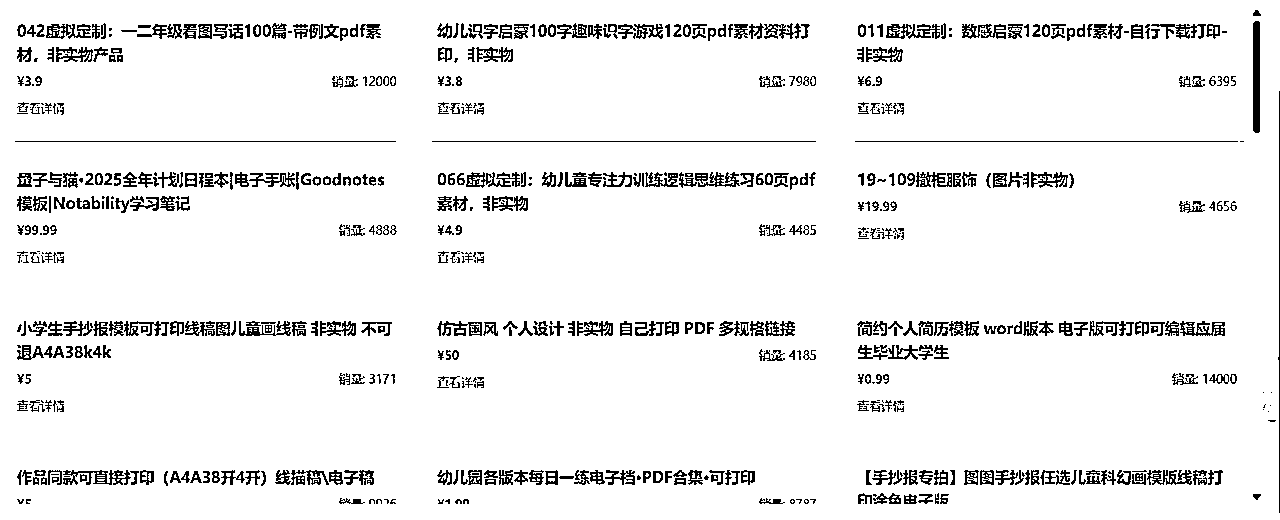 042虚拟定制：一二年级看图写话100篇-带例文pdf素
材，非实物产品
¥3.9 销量: 12000
查看详情
幼儿识字启蒙100字趣味识字游戏120页pdf素材资料打
印，非实物
¥3.8 销量: 7980
查看详情
011虚拟定制：数感启蒙120页pdf素材-自行下载打印-
非实物
¥6.9 销量: 6395
查看详情
量子与猫•2025全年计划日程本|电子手账|Goodnotes
模板|Notability学习笔记
¥99.99 销量: 4888
查看详情
066虚拟定制：幼儿童专注力训练逻辑思维练习60页pdf
素材，非实物
¥4.9 销量: 4485
查看详情
19~109撤柜服饰（图片非实物）
¥19.99 销量: 4656
查看详情
小学生手抄报模板可打印线稿图儿童画线稿 非实物 不可
退A4A38k4k
¥5 销量: 3171
查看详情
仿古国风 个人设计 非实物 自己打印 PDF 多规格链接
¥50 销量: 4185
查看详情
简约个人简历模板 word版本 电子版可打印可编辑应届
生毕业大学生
¥0.99 销量: 14000
查看详情
作品同款可直接打印（A4A38开4开）线描稿\电子稿
¥5
幼儿园各版本每日一练电子档•PDF合集•可打印
¥1.99
【手抄报专拍】图图手抄报任选儿童科幻画模版线稿打
印涂色电子版